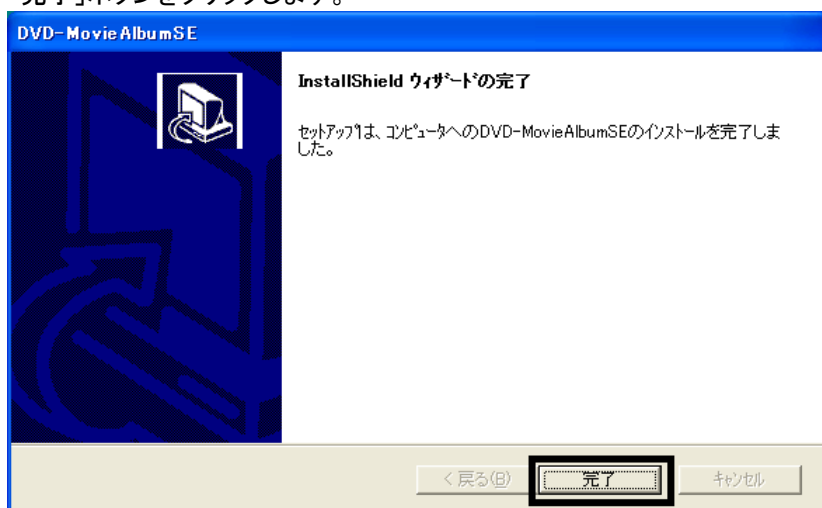 完了」ボタンをクリックします。
DVD-MovieAlbumSE
InstallShield ウィザードの完了
セットアップは、コンピュータへのDVD-MovieAlbumSEのインストールを完了しま
した。
< 戻る(B) 完了 キャンセル